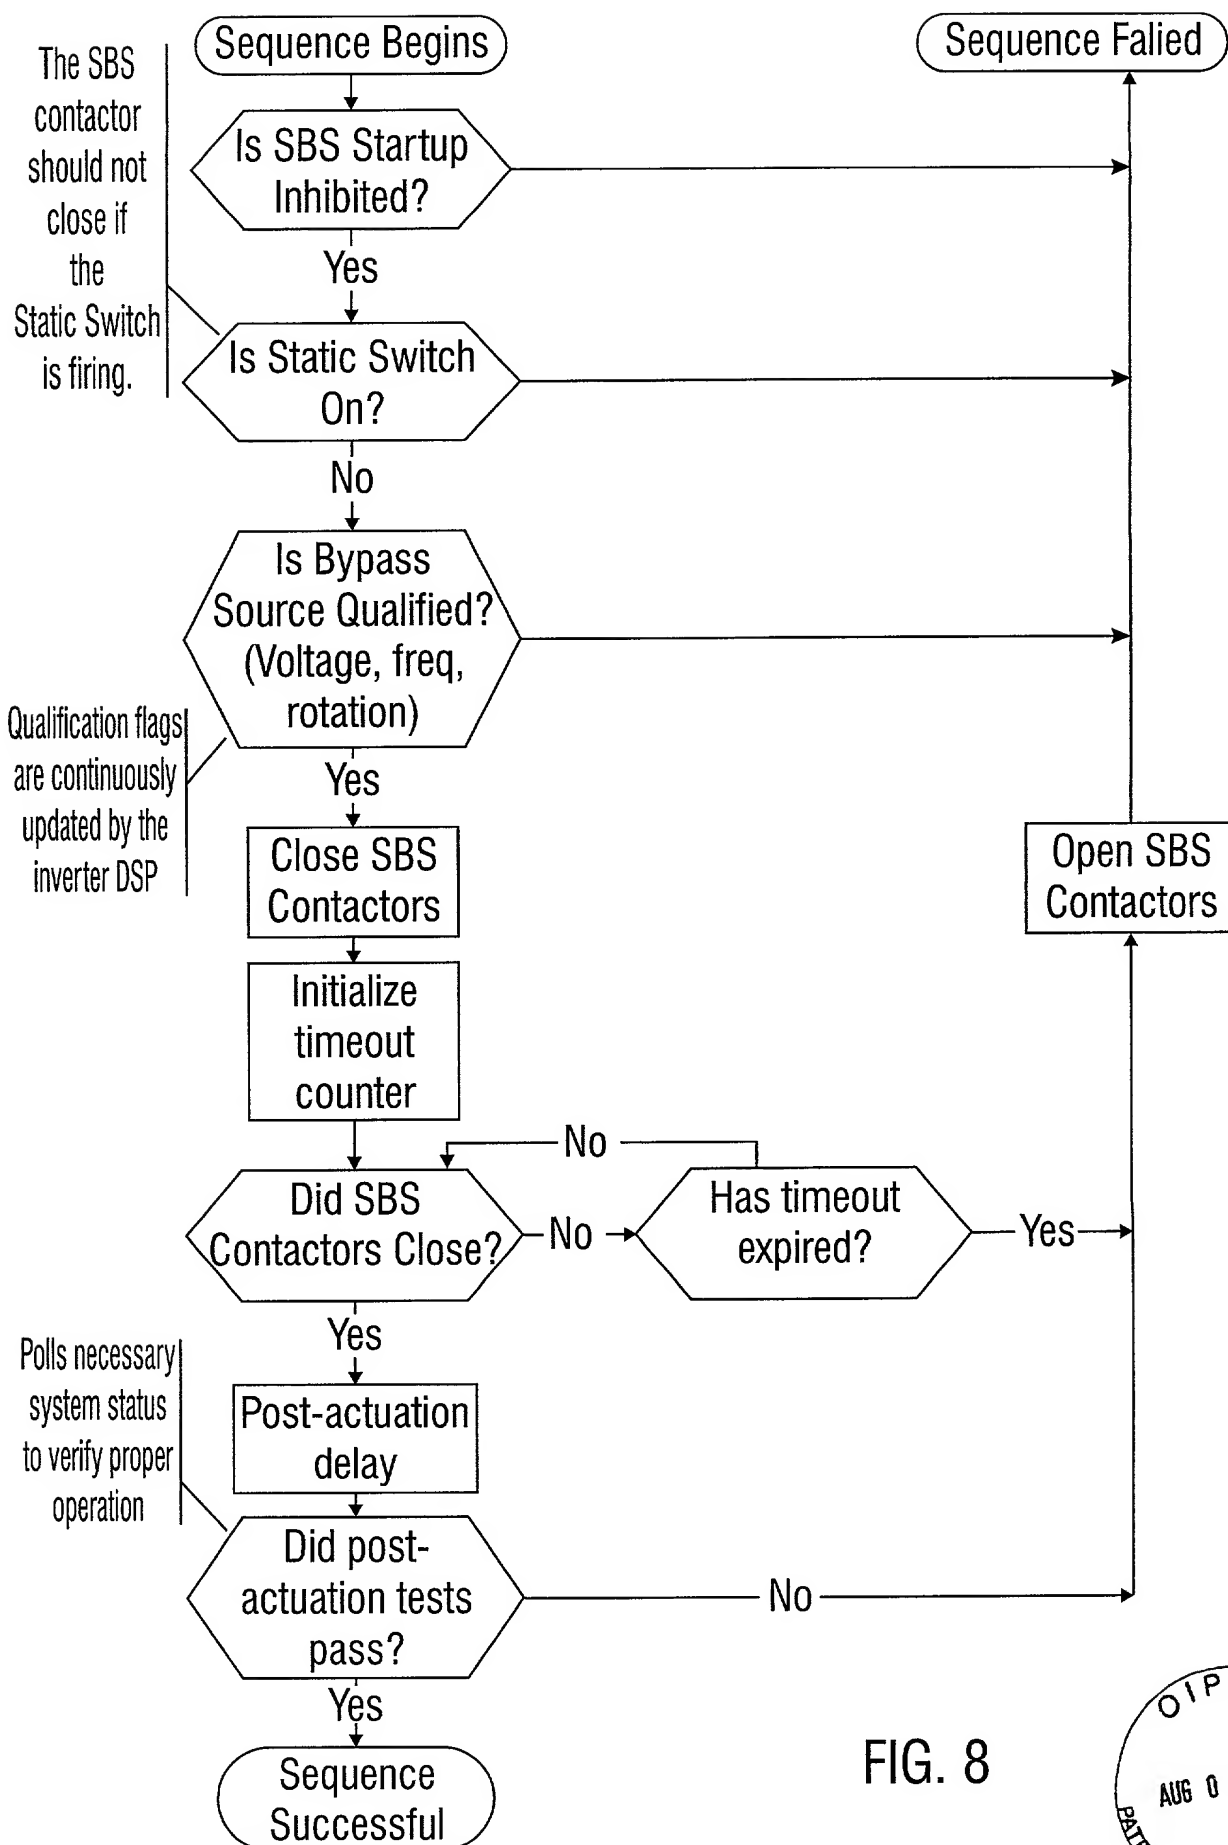 Sequence Begins
Sequence Falied
The SBS
contactor
should not
close if
the
Static Switch
is firing.
Is SBS Startup
Inhibited?
Yes
Is Static Switch
On?
No
Is Bypass
Source Qualified?
(Voltage, freq,
rotation)
Qualification flags
are continuously
updated by the
inverter DSP
Yes
Close SBS
Contactors
Open SBS
Contactors
Initialize
timeout
counter
No
Did SBS
Contactors Close?
No
Has timeout
expired?
Yes
Yes
Polls necessary
system status
to verify proper
operation
Post-actuation
delay
Did post-
actuation tests
pass?
No
Yes
Sequence
Successful
FIG. 8
OIP
AUG 0